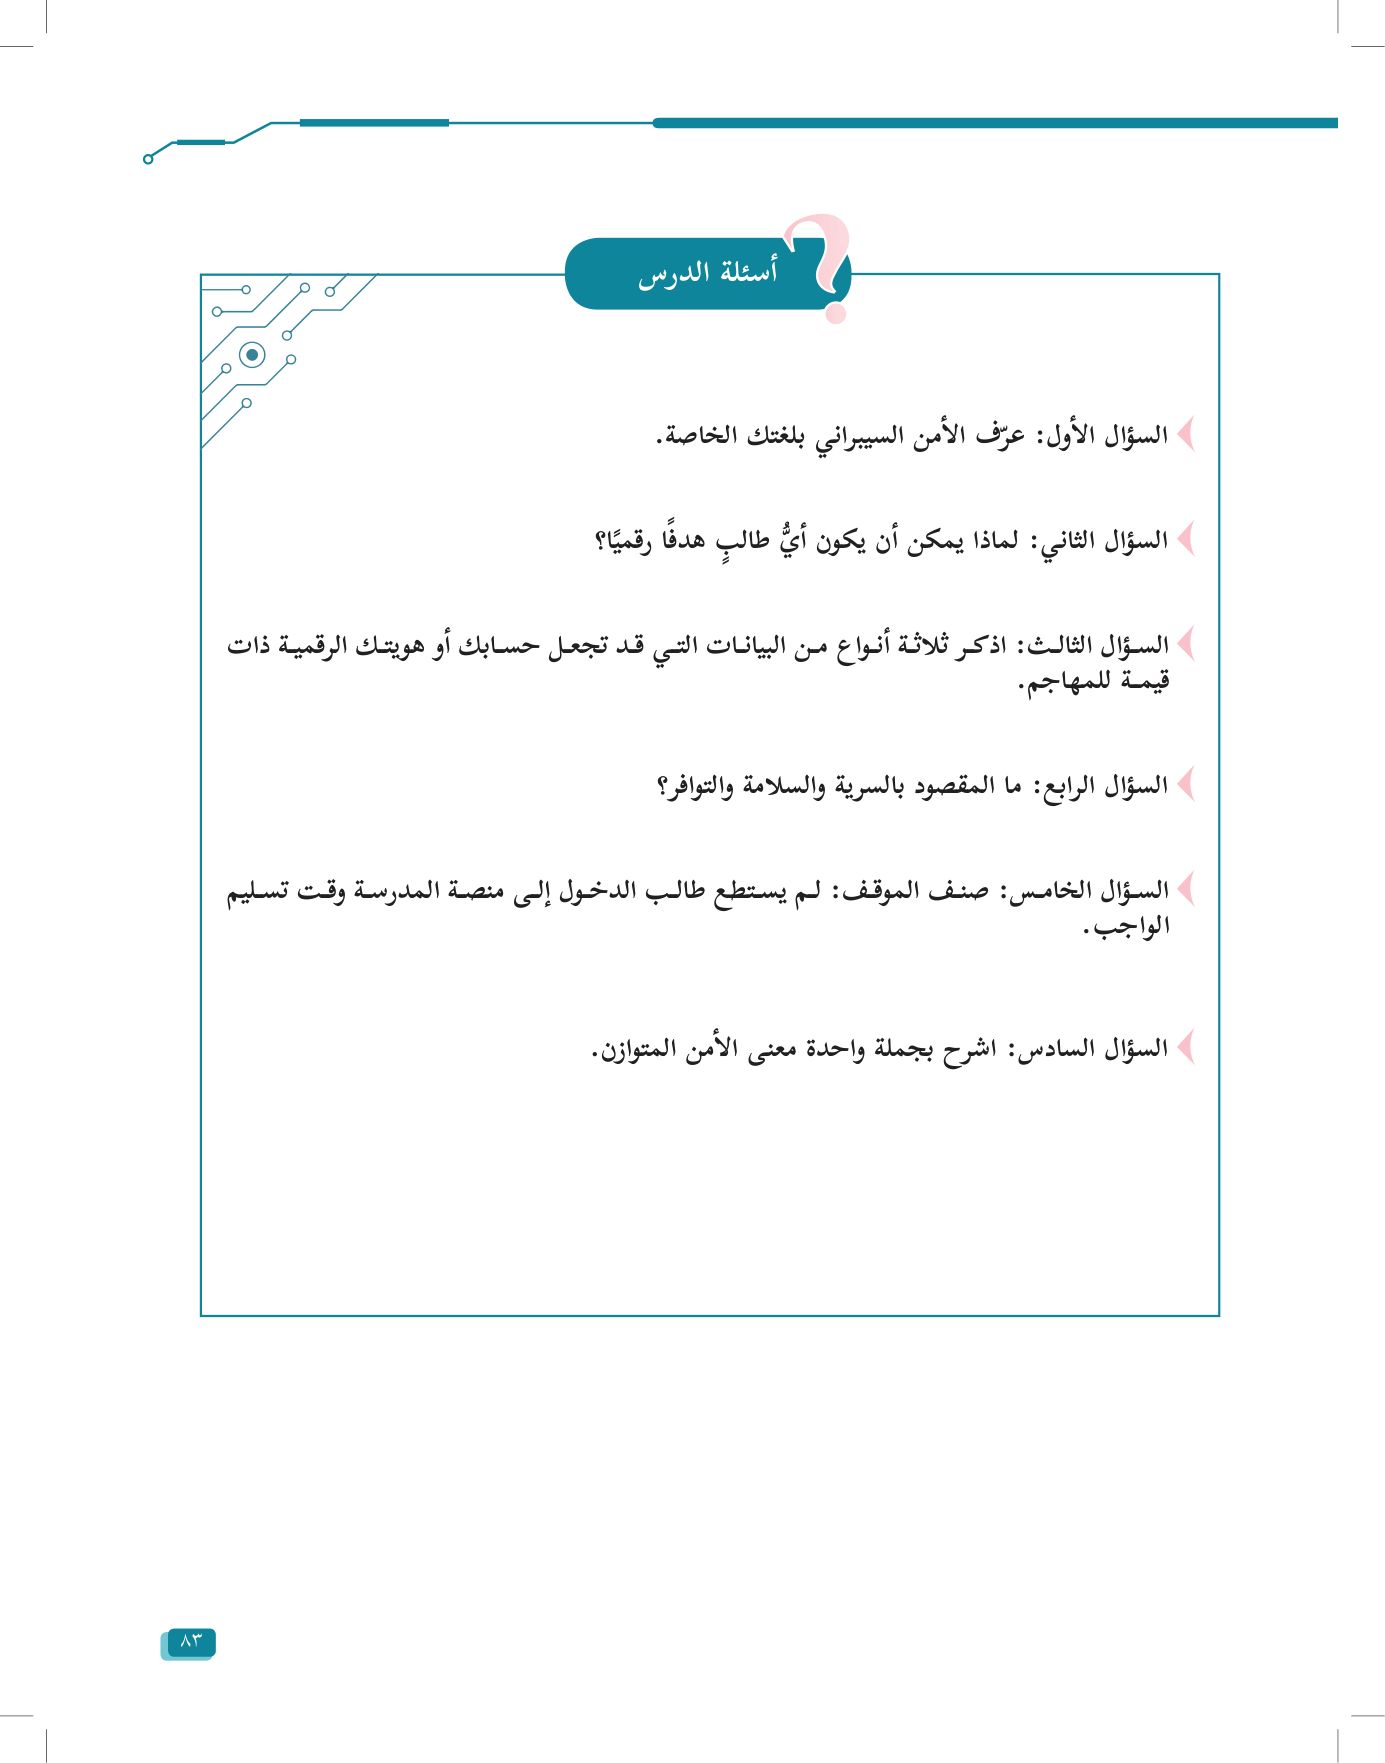 أسئلة الدرس
السؤال الأول: عرّف الأمن السيبراني بلغتك الخاصة.
السؤال الثاني: لماذا يمكن أن يكون أيُّ طالبٍ هدفًا رقميًا؟
السؤال الثالث: اذكر ثلاثة أنواع من البيانات التي قد تجعل حسابك أو هويتك الرقمية ذات
قيمة للمهاجم.
السؤال الرابع: ما المقصود بالسرية والسلامة والتوافر؟
السؤال الخامس: صنف الموقف: لم يستطع طالب الدخول إلى منصة المدرسة وقت تسليم
الواجب.
السؤال السادس: اشرح بجملة واحدة معنى الأمن المتوازن.
٨٣